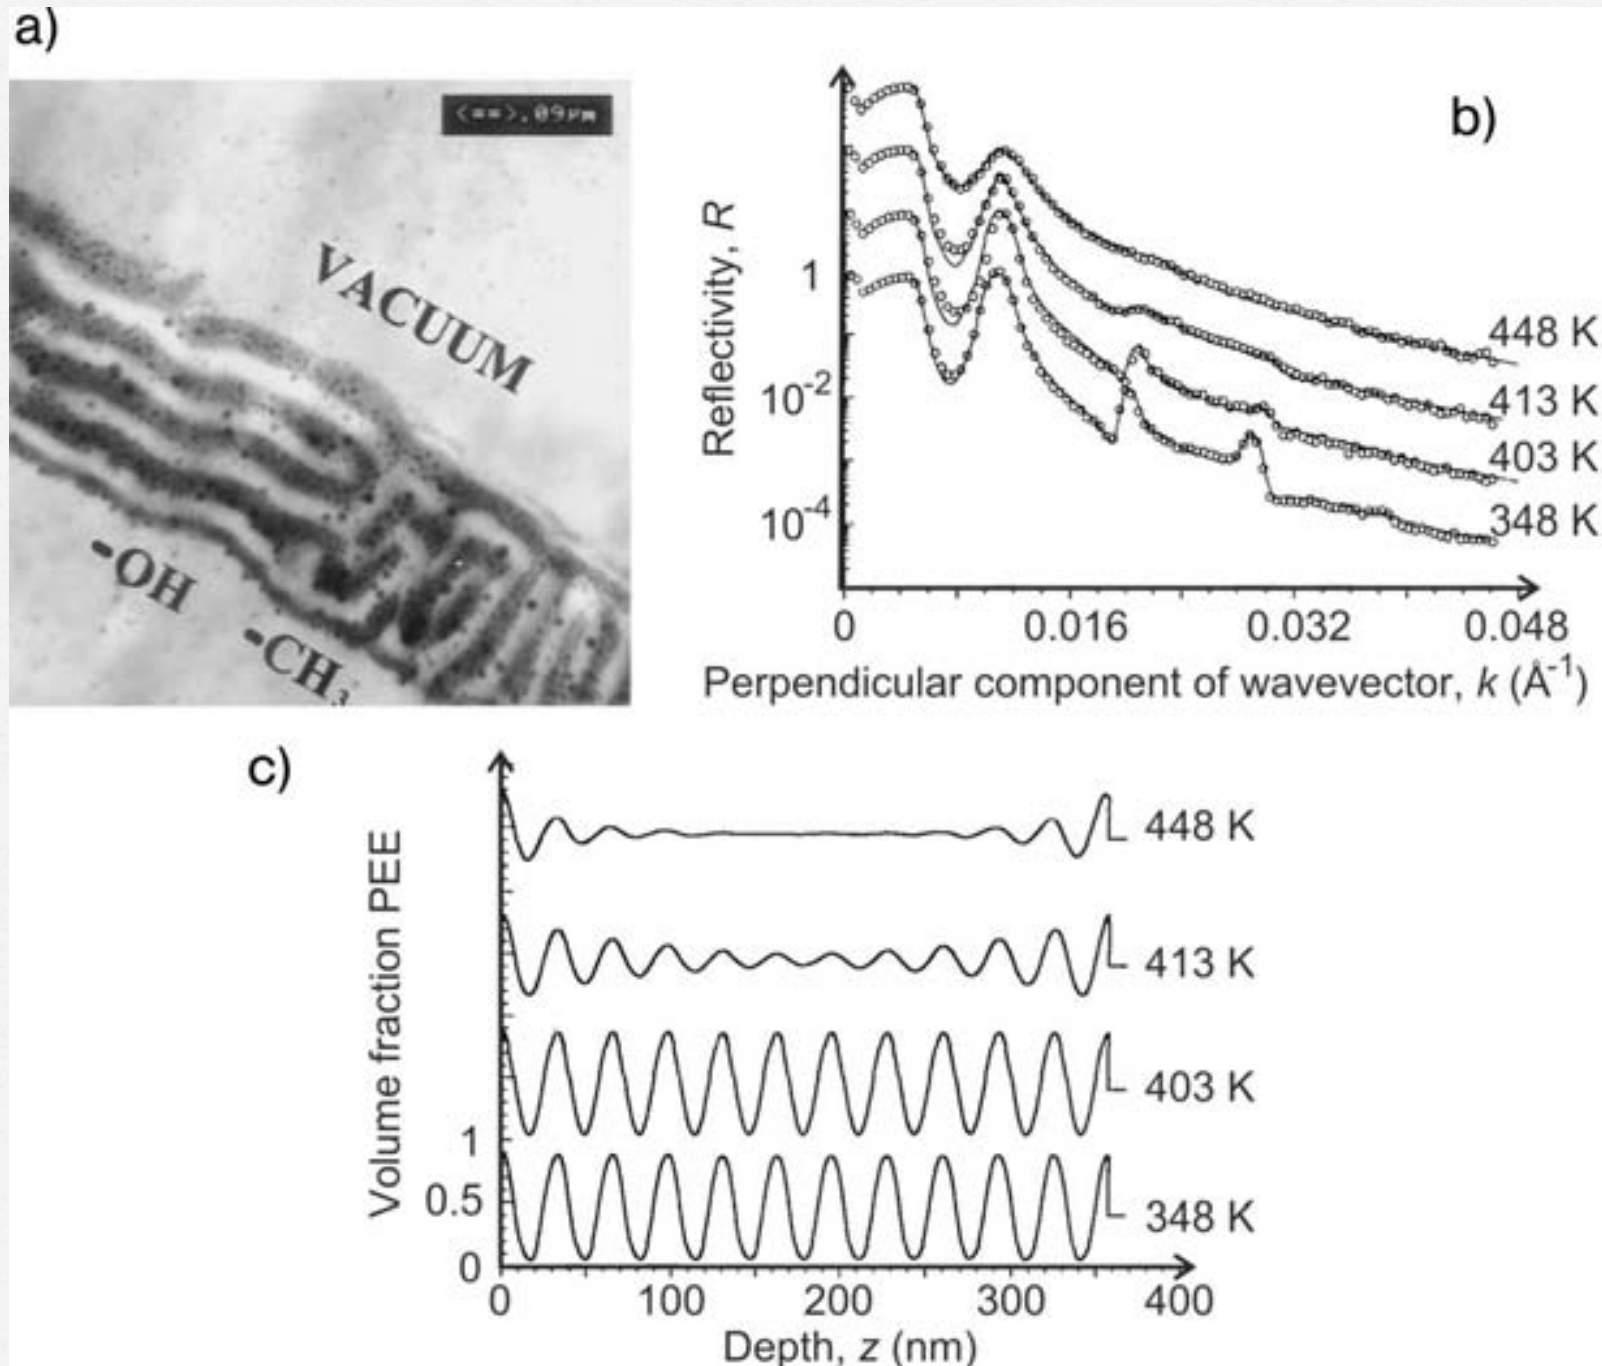 a)
<==>.09µm
VACUUM
-OH
-CH3
b)
Reflectivity, R
1
10-2
10-4
448 K
413 K
403 K
348 K
0 0.016 0.032 0.048
Perpendicular component of wavevector, k (Å-1)
c)
Volume fraction PEE
448 K
413 K
403 K
348 K
1
0.5
0
0 100 200 300 400
Depth, z (nm)